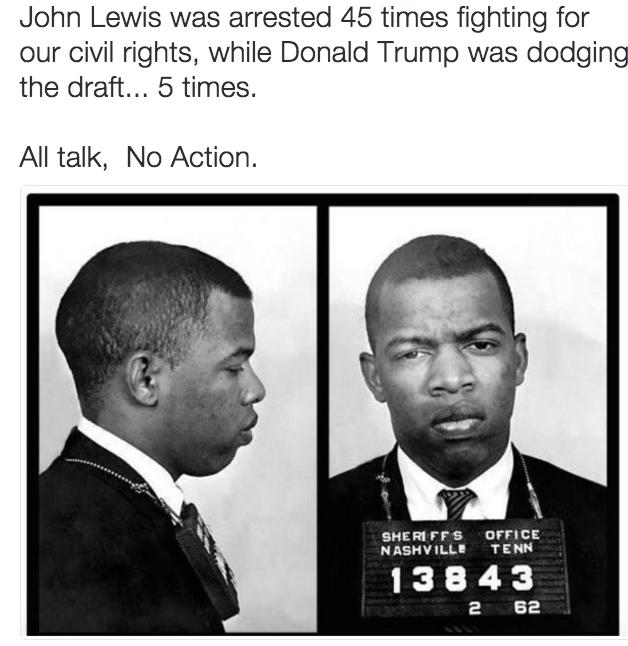 John Lewis was arrested 45 times fighting for
our civil rights, while Donald Trump was dodging
the draft... 5 times.
All talk,  No Action.
SHERIFFS OFFICE
NASHVILLE TENN
13843
2 62